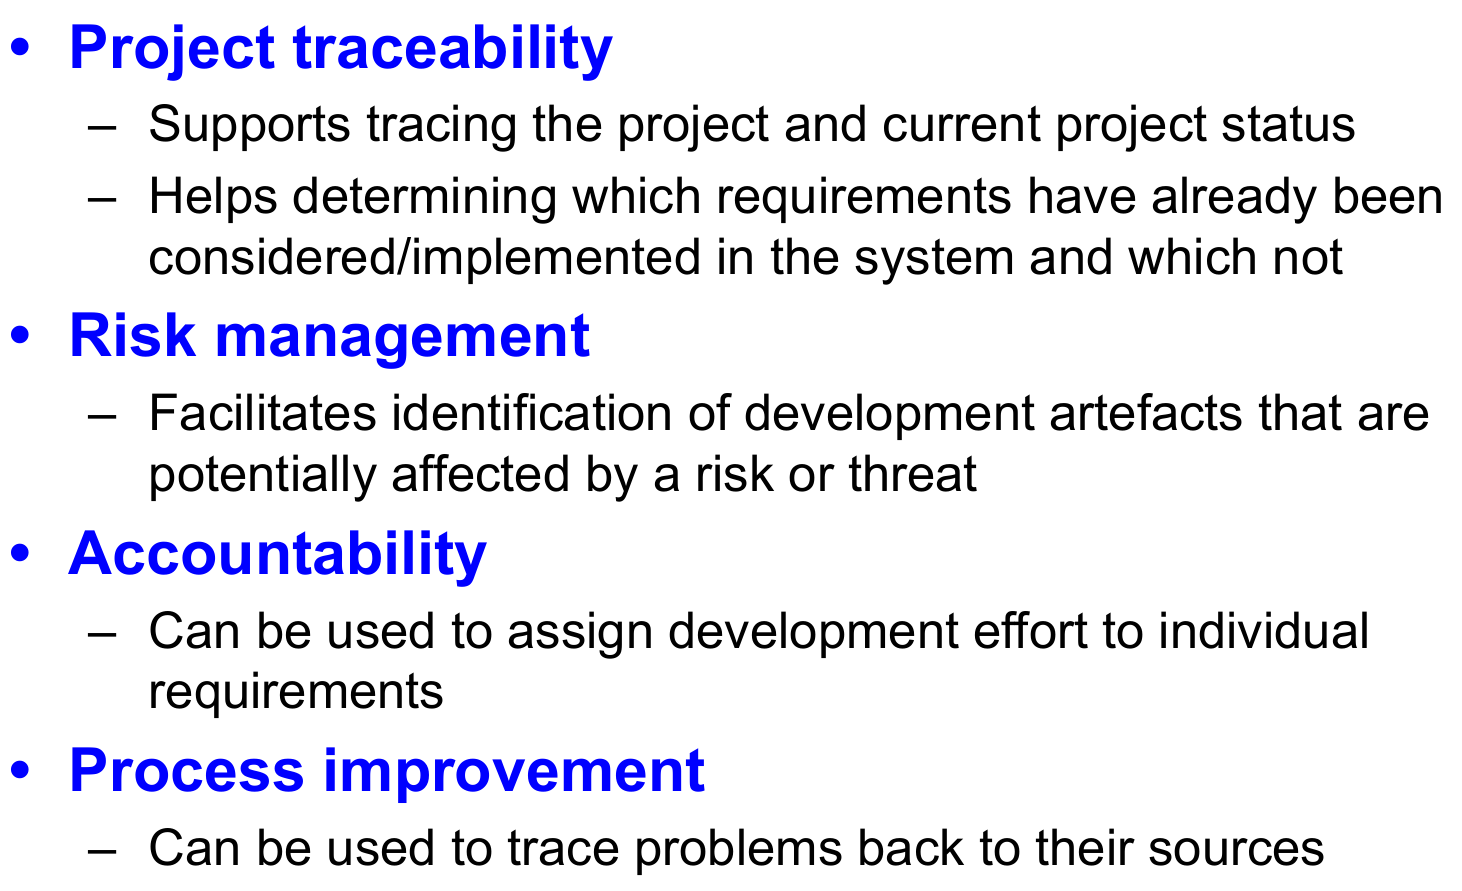 • Project traceability
– Supports tracing the project and current project status
– Helps determining which requirements have already been
considered/implemented in the system and which not
• Risk management
– Facilitates identification of development artefacts that are
potentially affected by a risk or threat
• Accountability
– Can be used to assign development effort to individual
requirements
• Process improvement
– Can be used to trace problems back to their sources